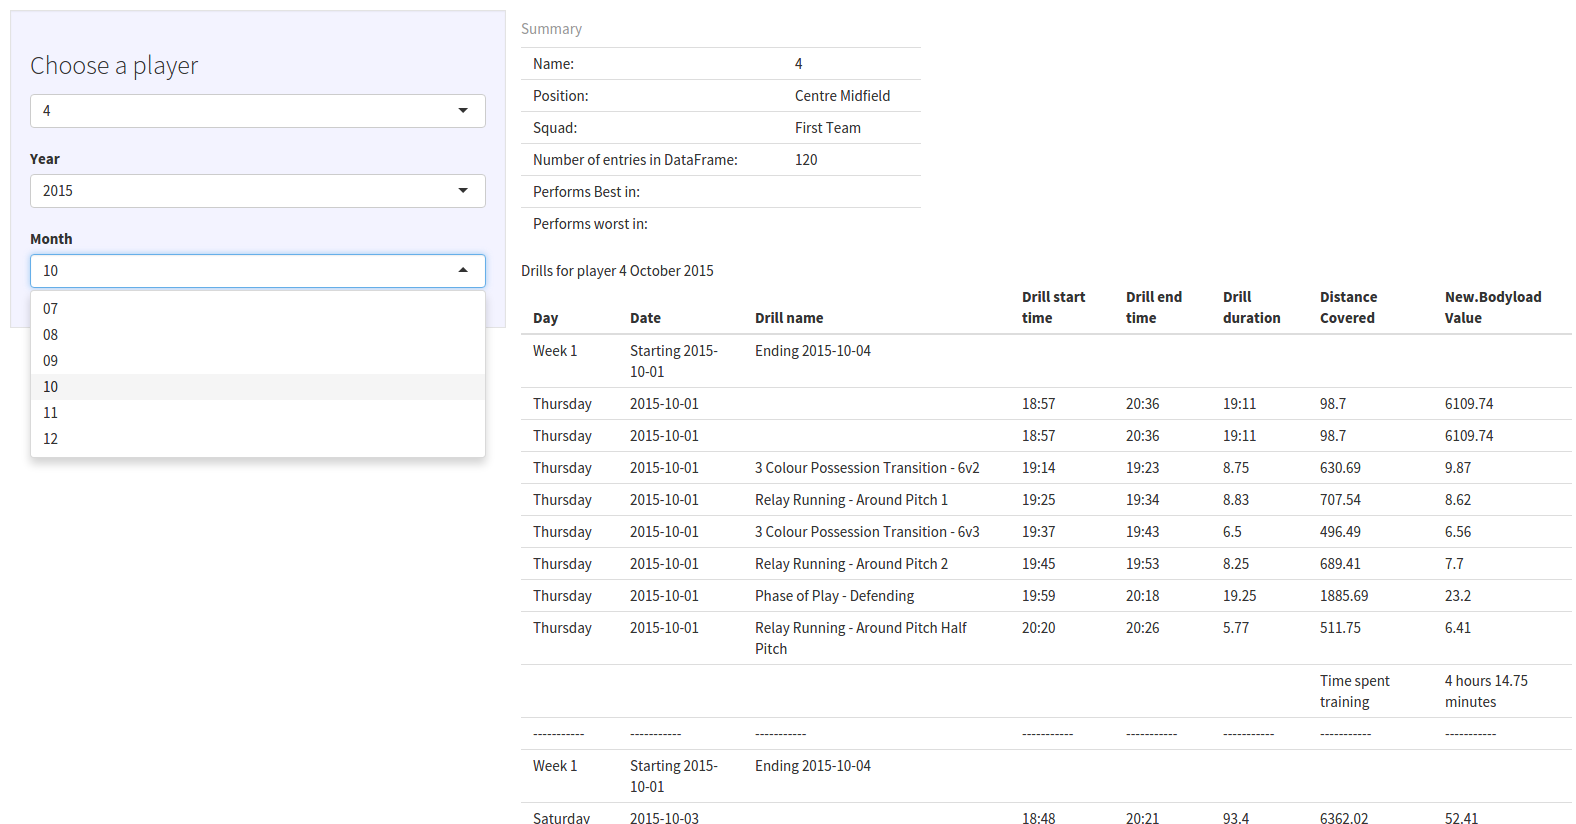 Choose a player
4
Year
2015
Month
10
07
08
09
10
11
12
Summary
Name: 4
Position: Centre Midfield
Squad: First Team
Number of entries in DataFrame: 120
Performs Best in:
Performs worst in:
Drills for player 4 October 2015
Day Date Drill name Drill start time Drill end time Drill duration Distance Covered New.Bodyload Value
Week 1 Starting 2015-10-01 Ending 2015-10-04
Thursday 2015-10-01 18:57 20:36 19:11 98.7 6109.74
Thursday 2015-10-01 18:57 20:36 19:11 98.7 6109.74
Thursday 2015-10-01 3 Colour Possession Transition - 6v2 19:14 19:23 8.75 630.69 9.87
Thursday 2015-10-01 Relay Running - Around Pitch 1 19:25 19:34 8.83 707.54 8.62
Thursday 2015-10-01 3 Colour Possession Transition - 6v3 19:37 19:43 6.5 496.49 6.56
Thursday 2015-10-01 Relay Running - Around Pitch 2 19:45 19:53 8.25 689.41 7.7
Thursday 2015-10-01 Phase of Play - Defending 19:59 20:18 19.25 1885.69 23.2
Thursday 2015-10-01 Relay Running - Around Pitch Half Pitch 20:20 20:26 5.77 511.75 6.41
Time spent training 4 hours 14.75 minutes
----------- ----------- ----------- ----------- ----------- ----------- ----------- -----------
Week 1 Starting 2015-10-01 Ending 2015-10-04
Saturday 2015-10-03 18:48 20:21 93.4 6362.02 52.41